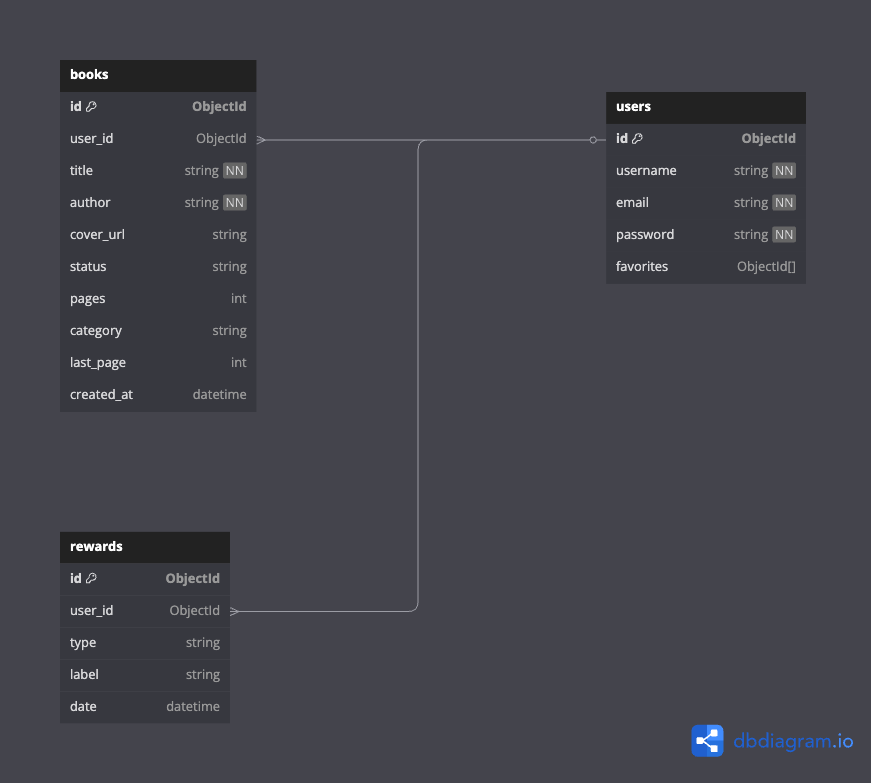 books
id ObjectId
user_id ObjectId
title string NN
author string NN
cover_url string
status string
pages int
category string
last_page int
created_at datetime
users
id ObjectId
username string NN
email string NN
password string NN
favorites ObjectId[]
rewards
id ObjectId
user_id ObjectId
type string
label string
date datetime
dbdiagram.io